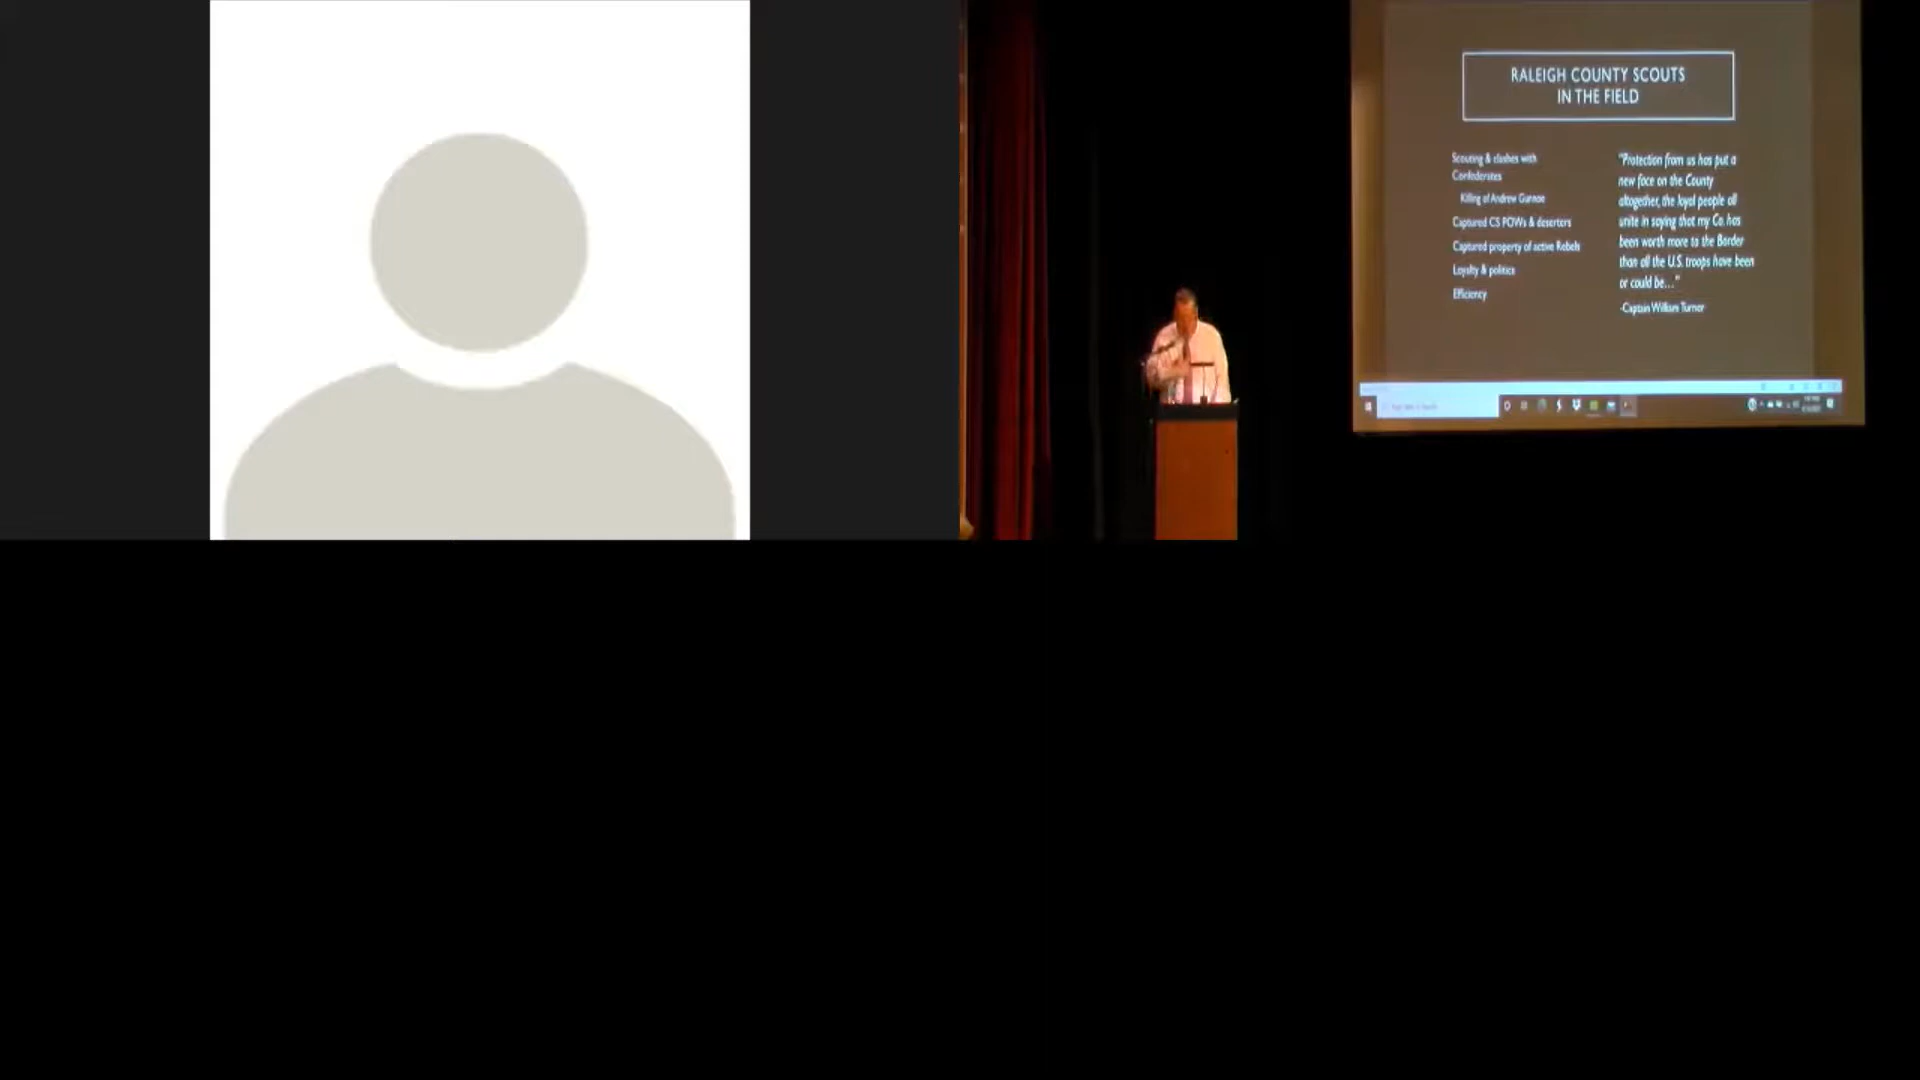 RALEIGH COUNTY SCOUTS
IN THE FIELD
Scouting & clashes with
Confederates
Killing of Andrew Gunnoe
Captured CS POWs & deserters
Captured property of active Rebels
Loyalty & politics
Efficiency
"Protection from us has put a
new face on the County
altogether, the loyal people all
unite in saying that my Co. has
been worth more to the Border
than all the U.S. troops have been
or could be..."
-Captain William Turner